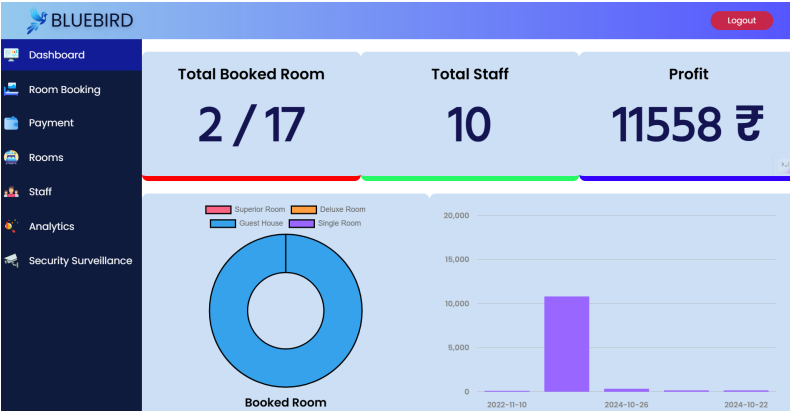 BLUEBIRD
Logout
Dashboard
Room Booking
Payment
Rooms
Staff
Analytics
Security Surveillance
Total Booked Room
2 / 17
Total Staff
10
Profit
11558 ₹
Superior Room Deluxe Room
Guest House Single Room
Booked Room
20,000
15,000
10,000
5,000
0
2022-11-10 2024-10-26 2024-10-22